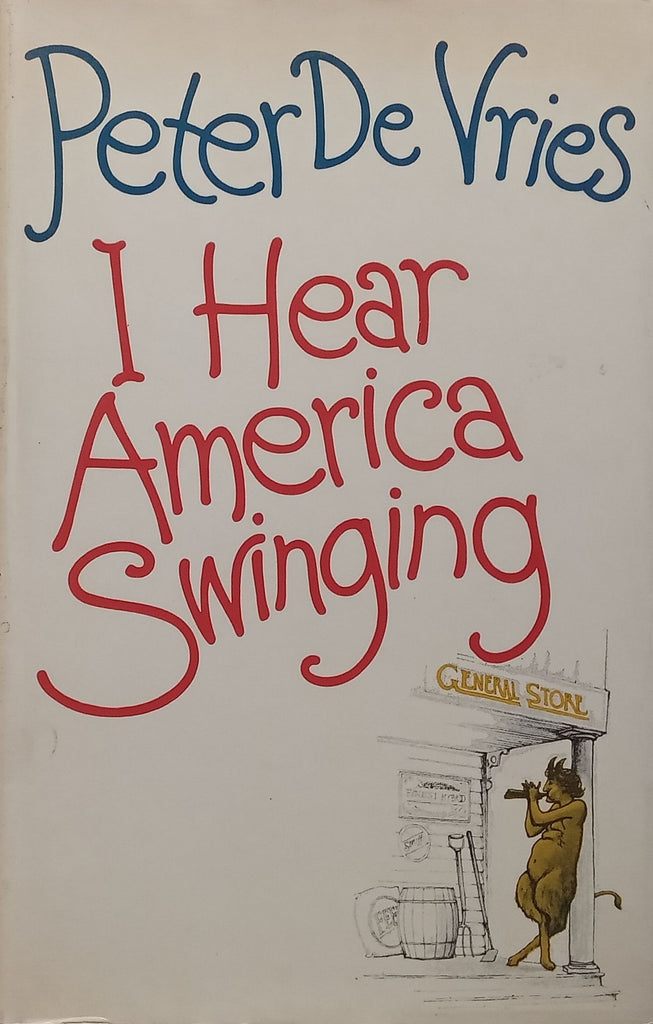 Peter De Vries
I Hear
America
Swinging
GENERAL STORE